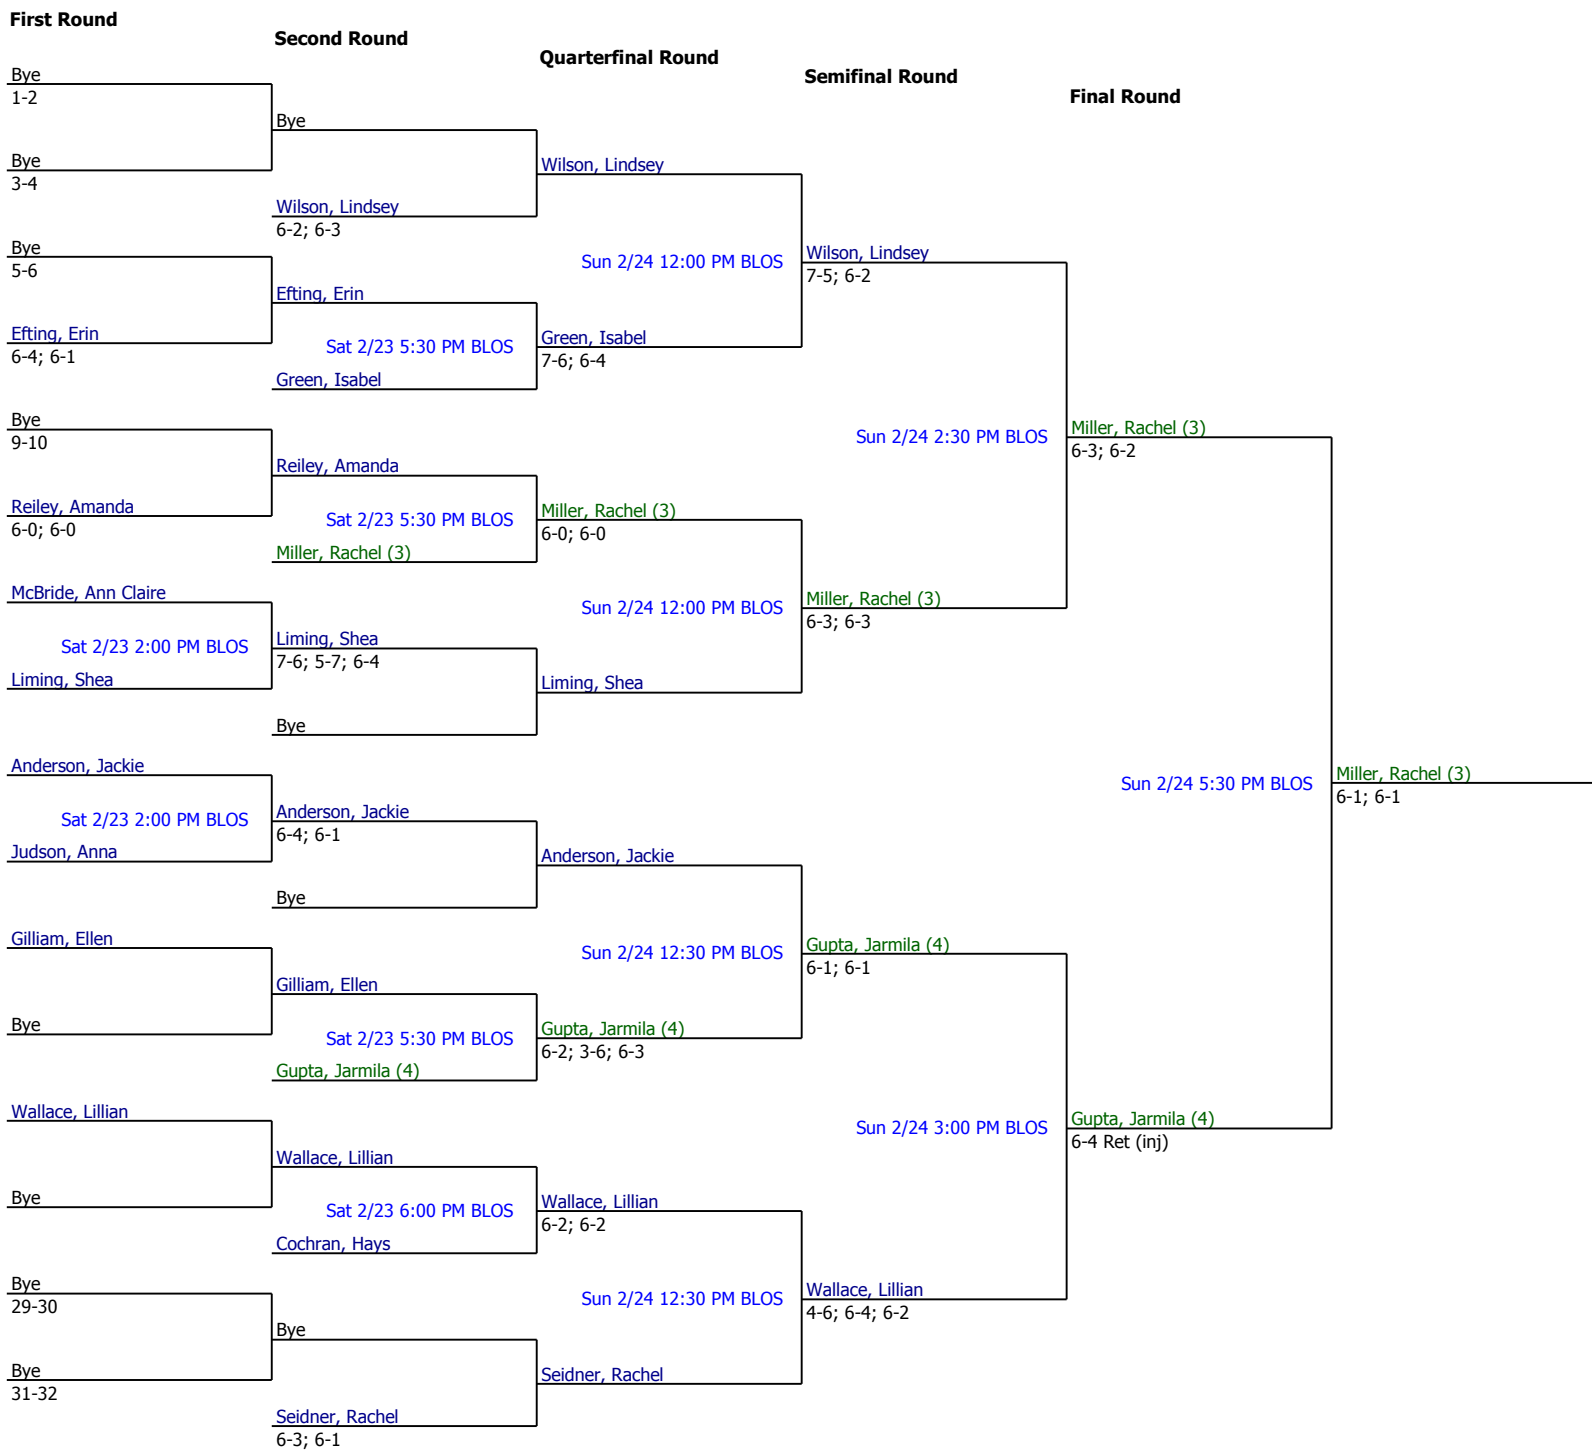 First Round
Second Round
Quarterfinal Round
Semifinal Round
Final Round
Bye
1-2
Bye
Bye
3-4
Wilson, Lindsey
Wilson, Lindsey
6-2; 6-3
Bye
5-6
Sun 2/24 12:00 PM BLOS
Wilson, Lindsey
7-5; 6-2
Efting, Erin
Efting, Erin
6-4; 6-1
Sat 2/23 5:30 PM BLOS
Green, Isabel
7-6; 6-4
Green, Isabel
Bye
9-10
Sun 2/24 2:30 PM BLOS
Miller, Rachel (3)
6-3; 6-2
Reiley, Amanda
Reiley, Amanda
6-0; 6-0
Sat 2/23 5:30 PM BLOS
Miller, Rachel (3)
6-0; 6-0
Miller, Rachel (3)
McBride, Ann Claire
Sun 2/24 12:00 PM BLOS
Miller, Rachel (3)
6-3; 6-3
Sat 2/23 2:00 PM BLOS
Liming, Shea
7-6; 5-7; 6-4
Liming, Shea
Liming, Shea
Bye
Anderson, Jackie
Sun 2/24 5:30 PM BLOS
Miller, Rachel (3)
6-1; 6-1
Sat 2/23 2:00 PM BLOS
Anderson, Jackie
6-4; 6-1
Judson, Anna
Anderson, Jackie
Bye
Gilliam, Ellen
Sun 2/24 12:30 PM BLOS
Gupta, Jarmila (4)
6-1; 6-1
Gilliam, Ellen
Bye
Sat 2/23 5:30 PM BLOS
Gupta, Jarmila (4)
6-2; 3-6; 6-3
Gupta, Jarmila (4)
Wallace, Lillian
Sun 2/24 3:00 PM BLOS
Gupta, Jarmila (4)
6-4 Ret (inj)
Wallace, Lillian
Bye
Sat 2/23 6:00 PM BLOS
Wallace, Lillian
6-2; 6-2
Cochran, Hays
Bye
29-30
Sun 2/24 12:30 PM BLOS
Wallace, Lillian
4-6; 6-4; 6-2
Bye
Bye
31-32
Seidner, Rachel
Seidner, Rachel
6-3; 6-1